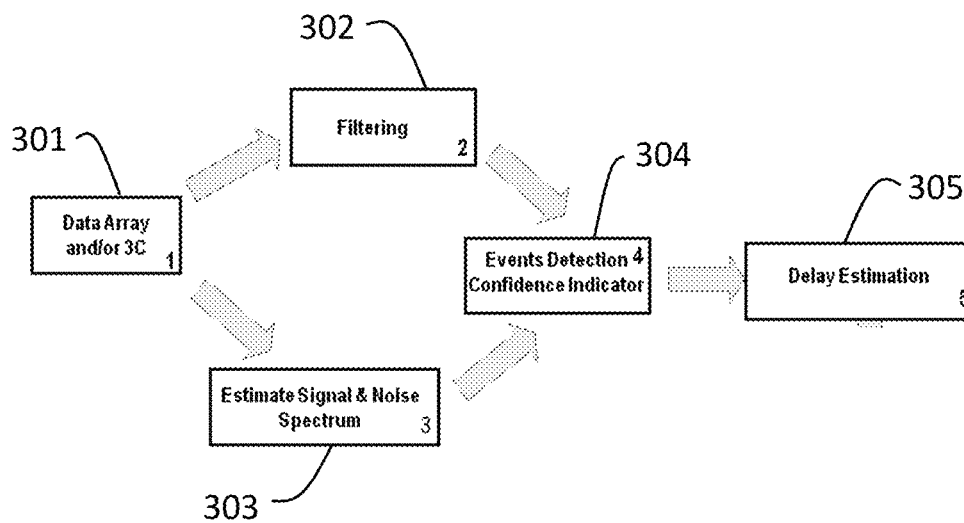 302
Filtering
2
301
Data Array
and/or 3C
1
304
Events Detection 4
Confidence Indicator
305
Delay Estimation
Estimate Signal & Noise
Spectrum
3
303